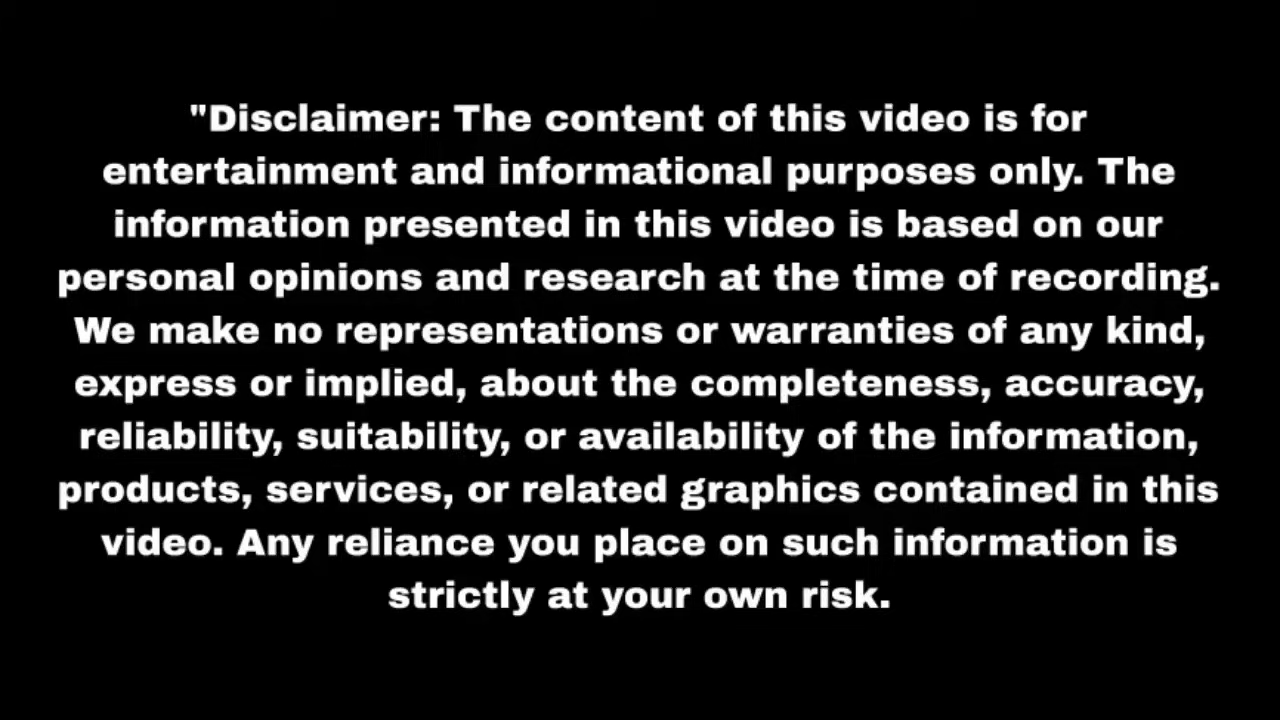 "Disclaimer: The content of this video is for
entertainment and informational purposes only. The
information presented in this video is based on our
personal opinions and research at the time of recording.
We make no representations or warranties of any kind,
express or implied, about the completeness, accuracy,
reliability, suitability, or availability of the information,
products, services, or related graphics contained in this
video. Any reliance you place on such information is
strictly at your own risk.